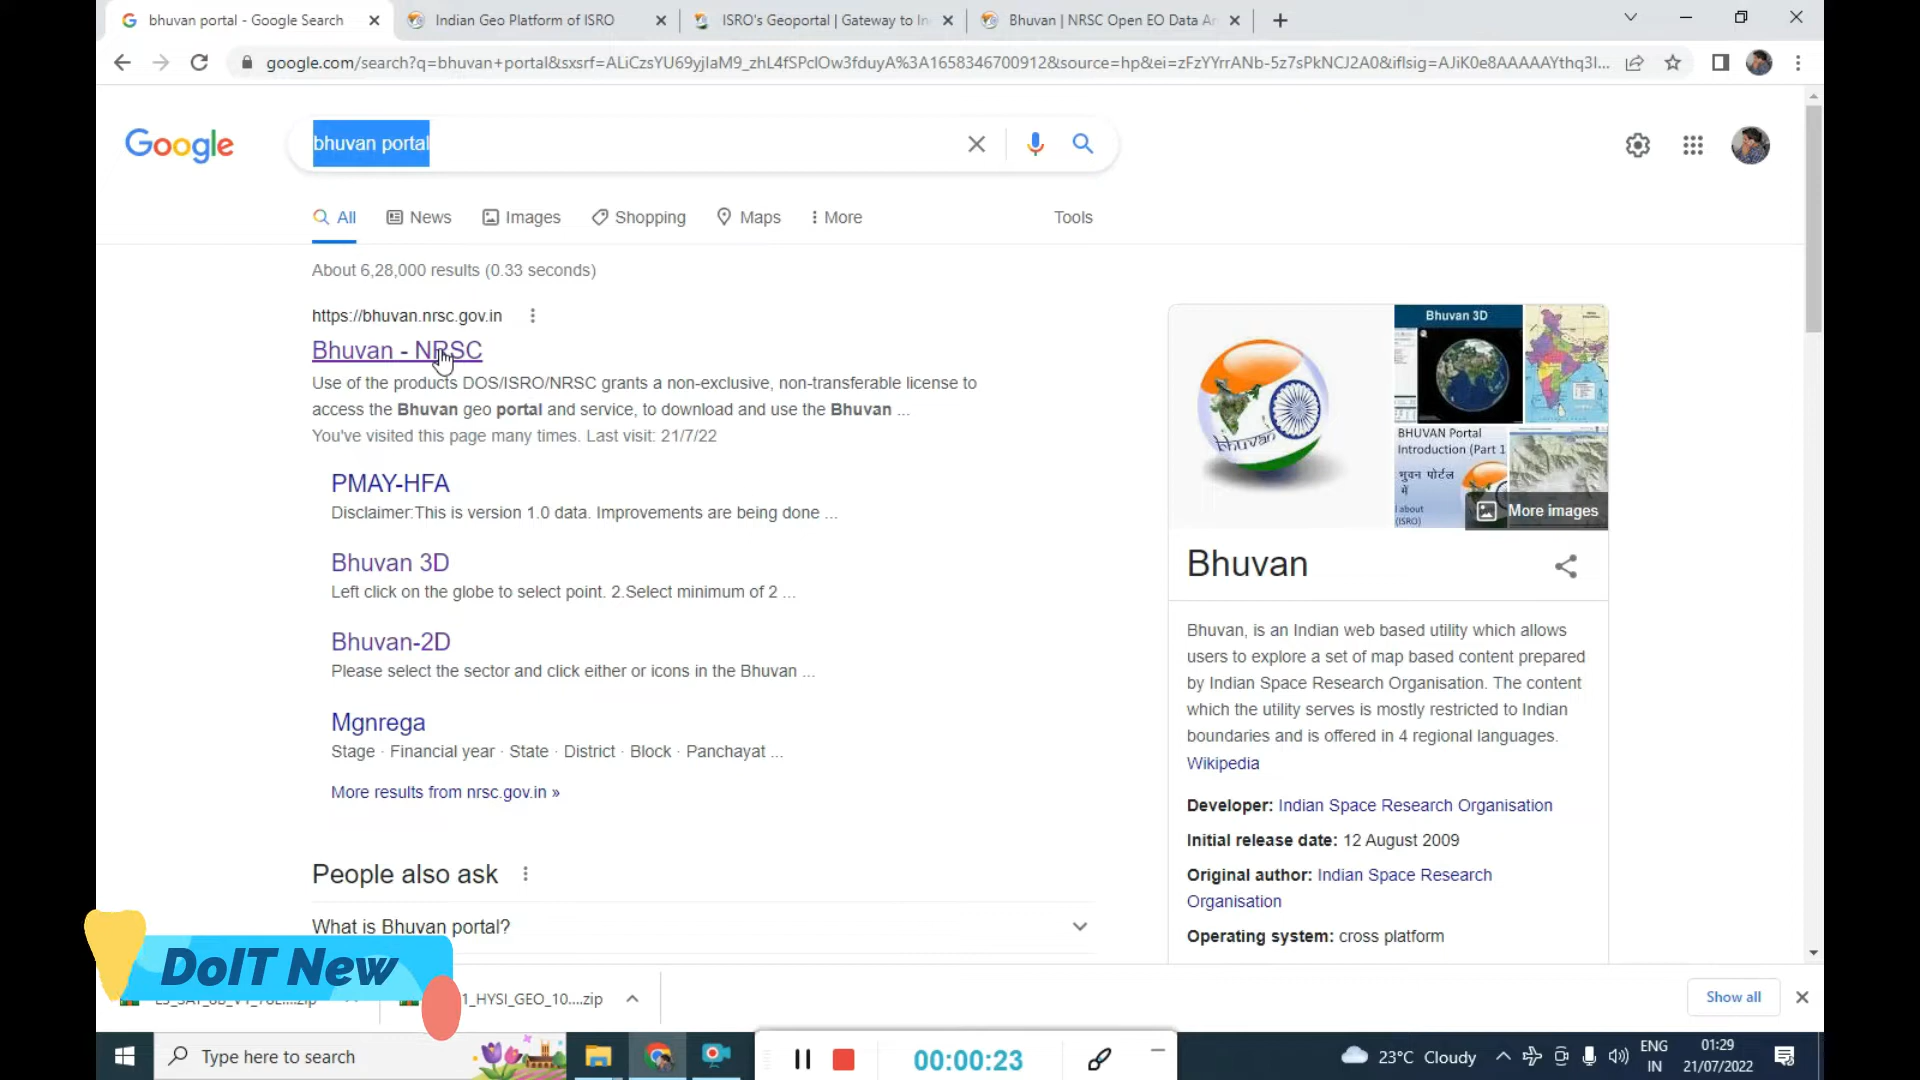 bhuvan portal - Google Search
Indian Geo Platform of ISRO
ISRO's Geoportal | Gateway to In
Bhuvan | NRSC Open EO Data Ar
google.com/search?q=bhuvan+portal&sxsrf=ALiCzsYU69yjIaM9_zhL4fSPclOw3fduyA%3A1658346700912&source=hp&ei=zFzYYrrANb-5z7sPkNCJ2A0&iflsig=AJiK0e8AAAAAYthq3I...
Google
bhuvan portal
All
News
Images
Shopping
Maps
More
Tools
About 6,28,000 results (0.33 seconds)
https://bhuvan.nrsc.gov.in
Bhuvan - NRSC
Use of the products DOS/ISRO/NRSC grants a non-exclusive, non-transferable license to
access the Bhuvan geo portal and service, to download and use the Bhuvan ...
You've visited this page many times. Last visit: 21/7/22
PMAY-HFA
Disclaimer:This is version 1.0 data. Improvements are being done ...
Bhuvan 3D
Left click on the globe to select point. 2.Select minimum of 2 ...
Bhuvan-2D
Please select the sector and click either or icons in the Bhuvan ...
Mgnrega
Stage · Financial year · State · District · Block · Panchayat ...
More results from nrsc.gov.in »
People also ask
What is Bhuvan portal?
bhuvan
Bhuvan 3D
BHUVAN Portal
Introduction (Part 1
भुवन पोर्टल
में
about
(ISRO)
More images
Bhuvan
Bhuvan, is an Indian web based utility which allows
users to explore a set of map based content prepared
by Indian Space Research Organisation. The content
which the utility serves is mostly restricted to Indian
boundaries and is offered in 4 regional languages.
Wikipedia
Developer: Indian Space Research Organisation
Initial release date: 12 August 2009
Original author: Indian Space Research
Organisation
Operating system: cross platform
DoIT New
1_HYSI_GEO_10....zip
Show all
Type here to search
00:00:23
23°C Cloudy
ENG
IN
01:29
21/07/2022